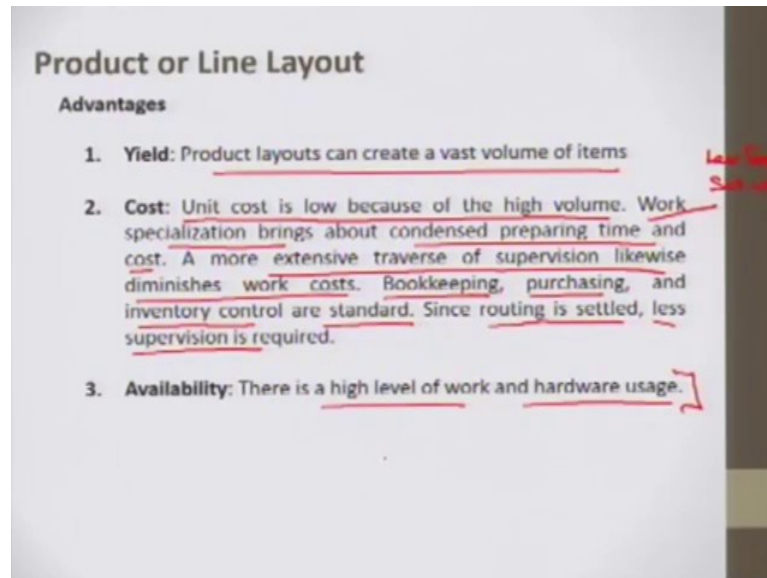 Product or Line Layout
Advantages
1. Yield: Product layouts can create a vast volume of items
2. Cost: Unit cost is low because of the high volume. Work
specialization brings about condensed preparing time and
cost. A more extensive traverse of supervision likewise
diminishes work costs. Bookkeeping, purchasing, and
inventory control are standard. Since routing is settled, less
supervision is required.
3. Availability: There is a high level of work and hardware usage.